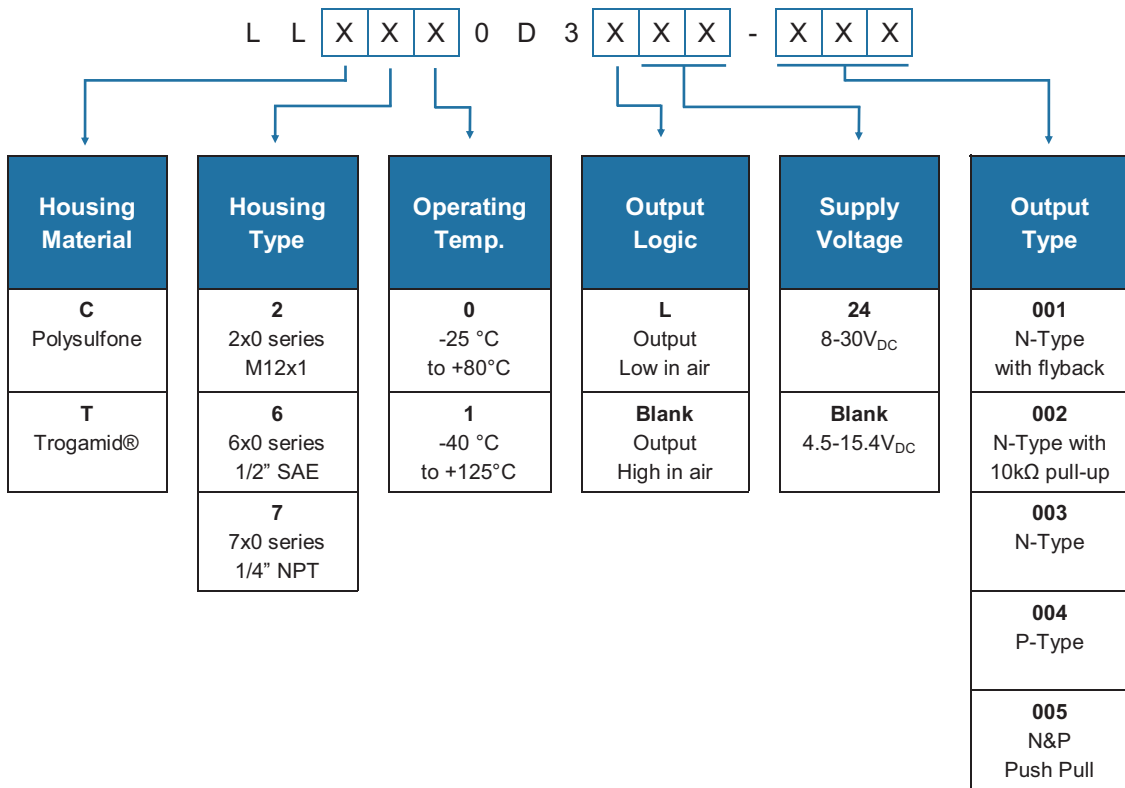 L L X X X 0 D 3 X X X - X X X
Housing
Material
C
Polysulfone
T
Trogamid®
Housing
Type
2
2x0 series
M12x1
6
6x0 series
1/2” SAE
7
7x0 series
1/4” NPT
Operating
Temp.
0
-25 °C
to +80°C
1
-40 °C
to +125°C
Output
Logic
L
Output
Low in air
Blank
Output
High in air
Supply
Voltage
24
8-30VDC
Blank
4.5-15.4VDC
Output
Type
001
N-Type
with flyback
002
N-Type with
10kΩ pull-up
003
N-Type
004
P-Type
005
N&P
Push Pull